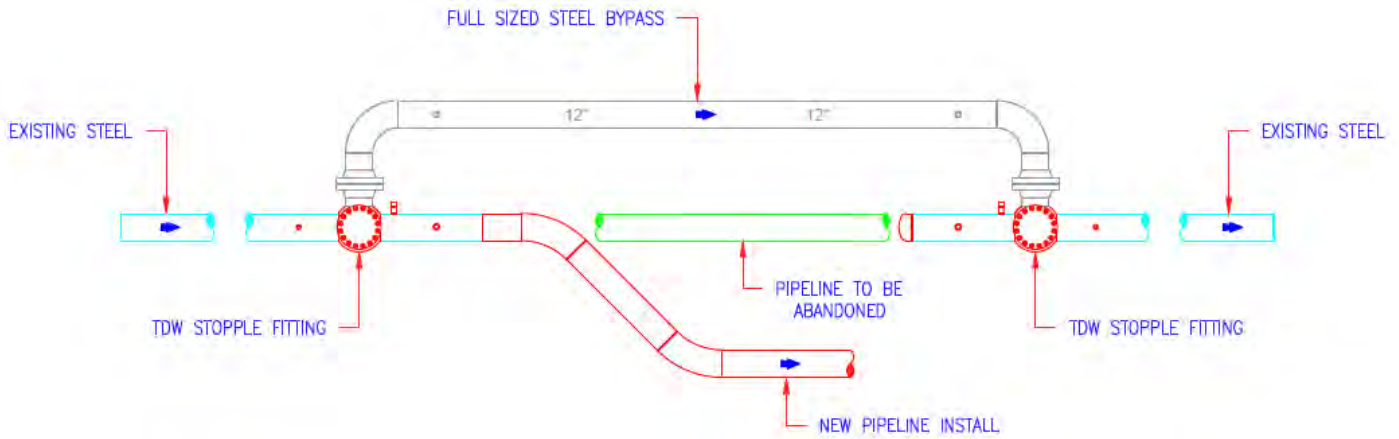 FULL SIZED STEEL BYPASS
EXISTING STEEL
12"
12"
EXISTING STEEL
PIPELINE TO BE
ABANDONED
TDW STOPPLE FITTING
TDW STOPPLE FITTING
NEW PIPELINE INSTALL